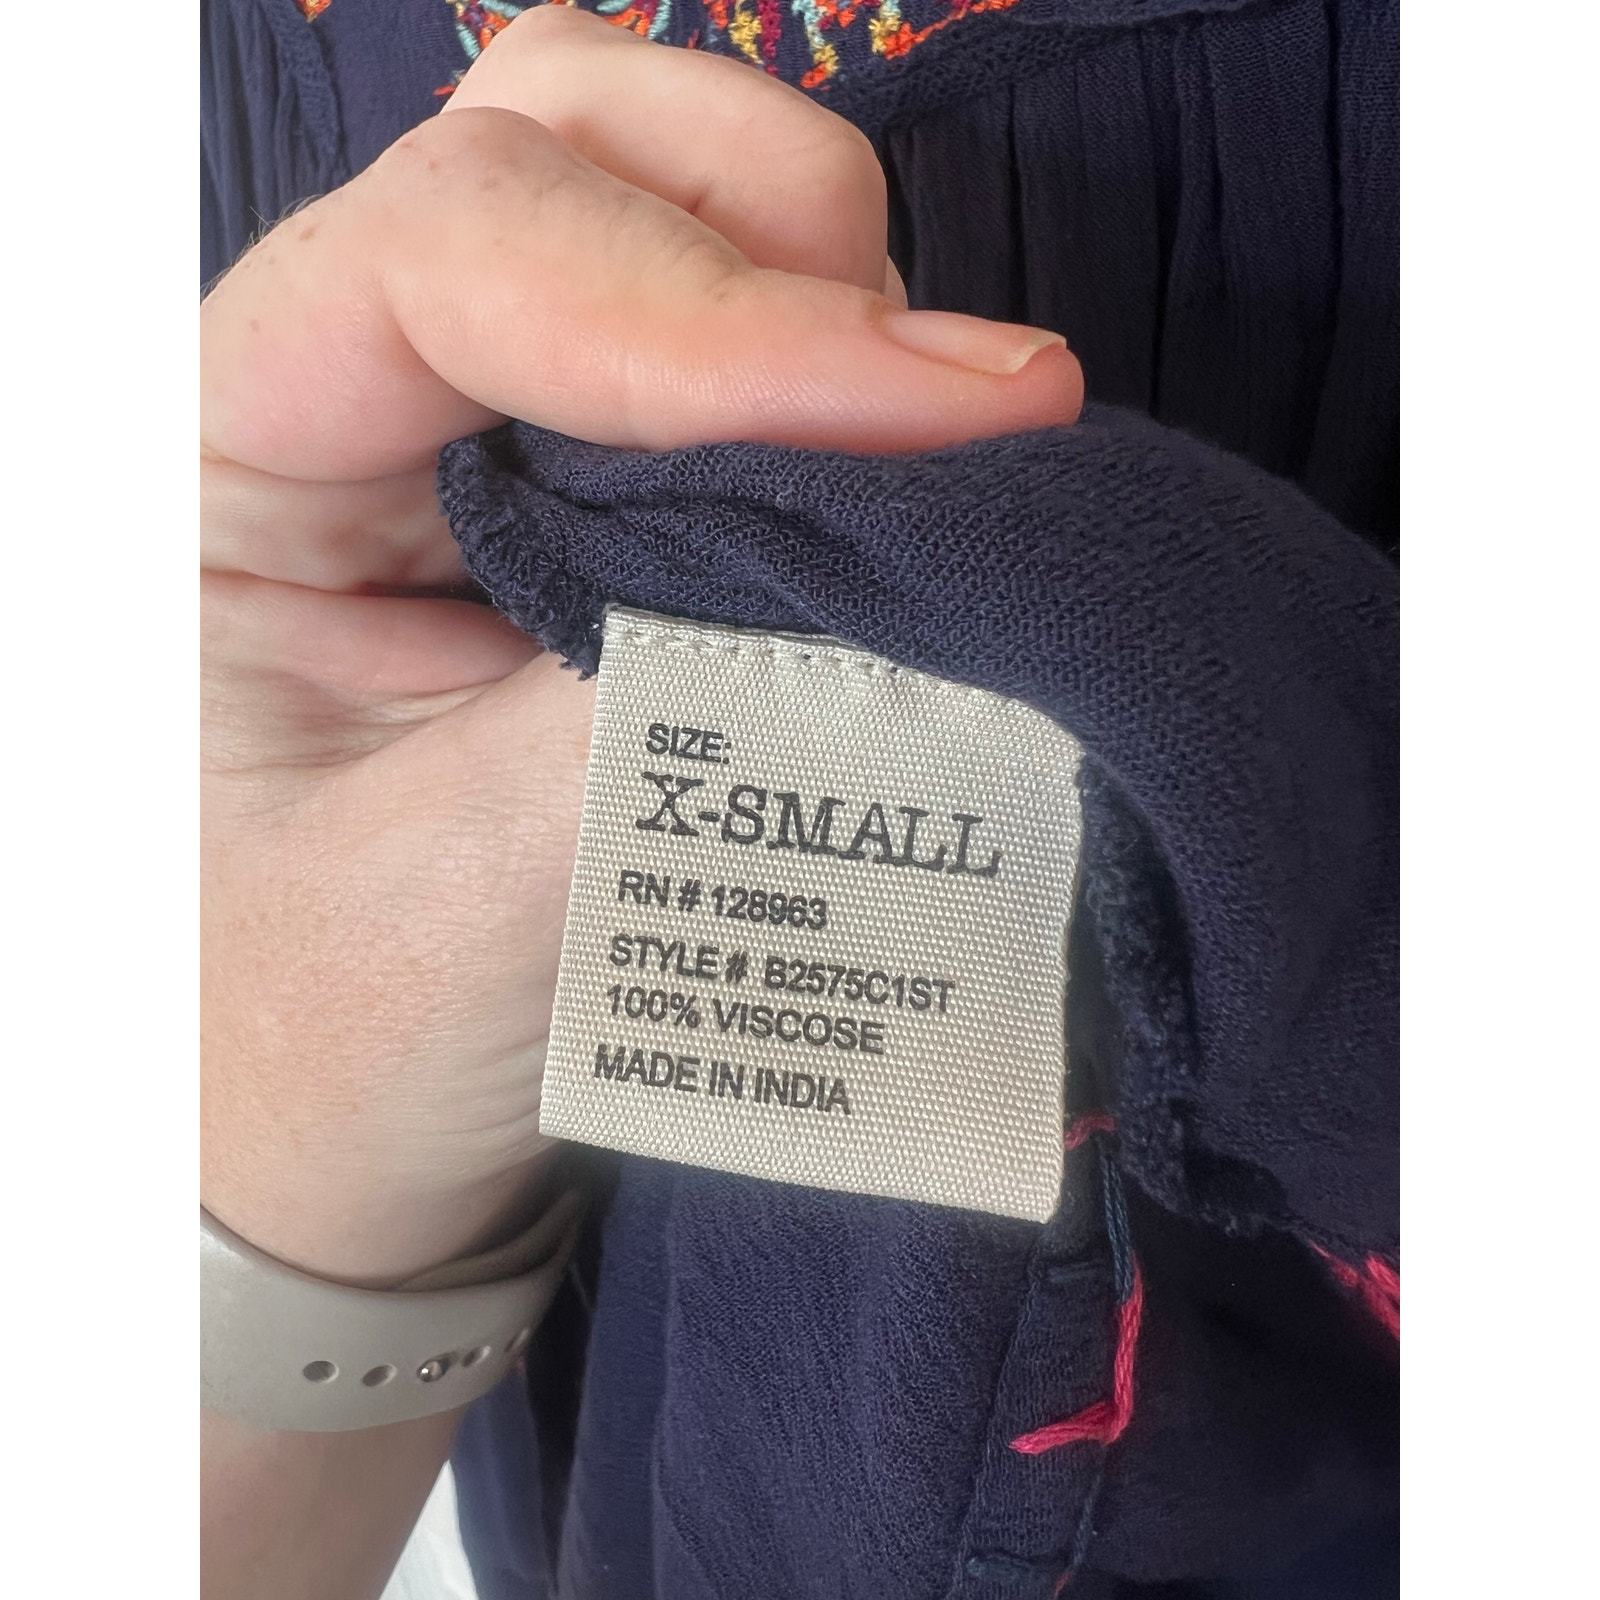 SIZE:
X-SMALL
RN # 128963
STYLE # B2575C1ST
100% VISCOSE
MADE IN INDIA